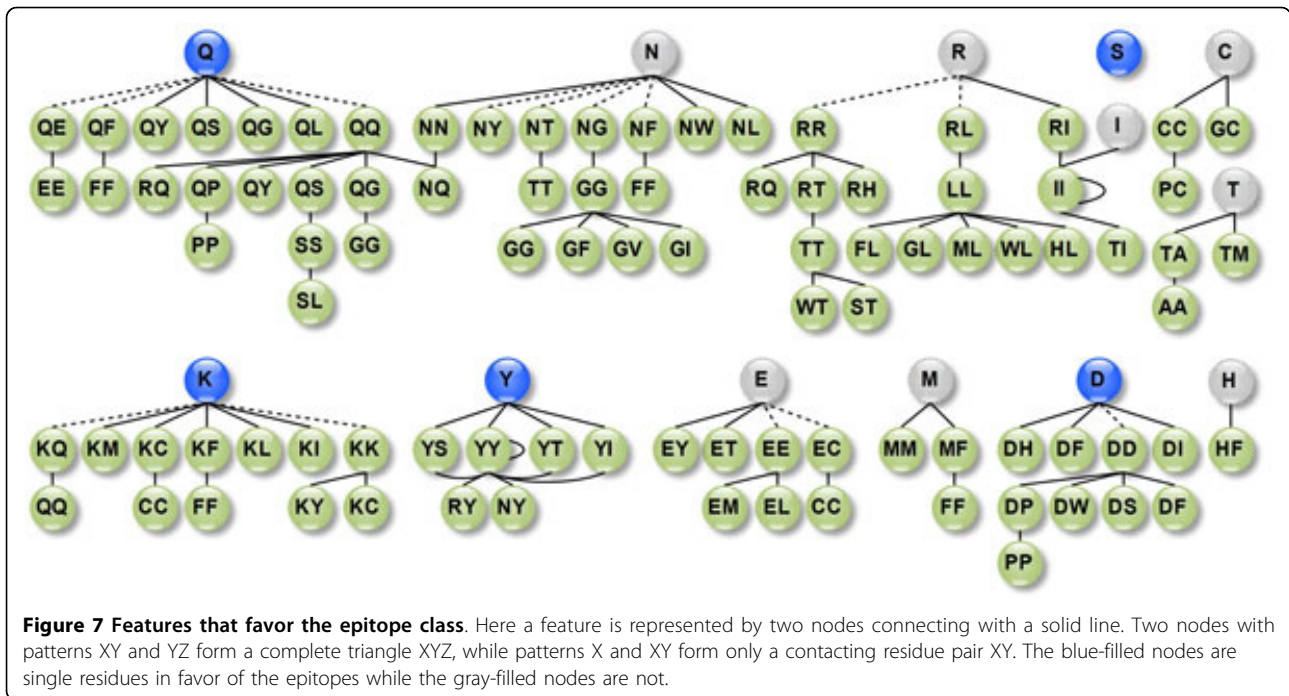 Q N R S C
QE QF QY QS QG QL QQ NN NY NT NG NF NW NL RR RL RI I CC GC
EE FF RQ QP QY QS QG NQ TT GG FF RQ RT RH LL II PC T
PP SS GG GG GF GV GI TT FL GL ML WL HL TI TA TM
SL WT ST AA
K Y E M D H
KQ KM KC KF KL KI KK YS YY YT YI EY ET EE EC MM MF DH DF DD DI HF
QQ CC FF KY KC RY NY EM EL CC FF DP DW DS DF
PP
Figure 7 Features that favor the epitope class. Here a feature is represented by two nodes connecting with a solid line. Two nodes with
patterns XY and YZ form a complete triangle XYZ, while patterns X and XY form only a contacting residue pair XY. The blue-filled nodes are
single residues in favor of the epitopes while the gray-filled nodes are not.